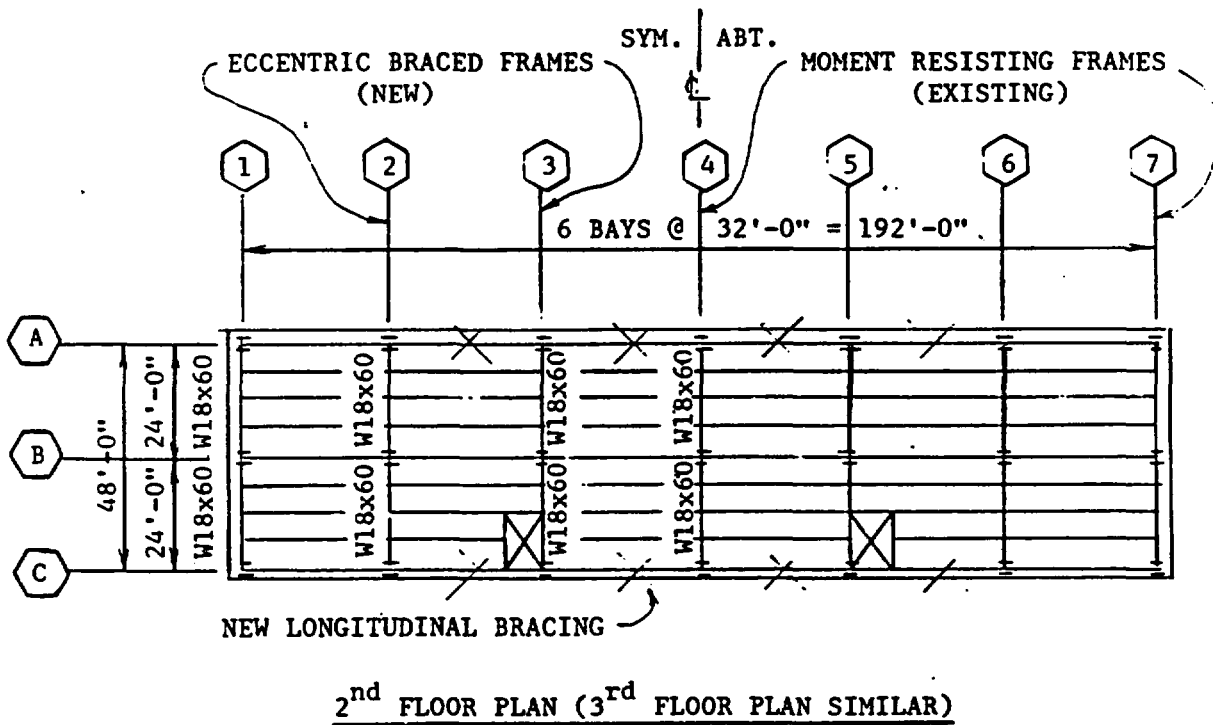 SYM. ABT.
ECCENTRIC BRACED FRAMES
(NEW)
℄
MOMENT RESISTING FRAMES
(EXISTING)
1 2 3 4 5 6 7
6 BAYS @ 32'-0" = 192'-0"
A
B
C
48'-0"
24'-0"
24'-0"
W18x60
W18x60
W18x60
W18x60
W18x60
W18x60
W18x60
W18x60
NEW LONGITUDINAL BRACING
2nd FLOOR PLAN (3rd FLOOR PLAN SIMILAR)